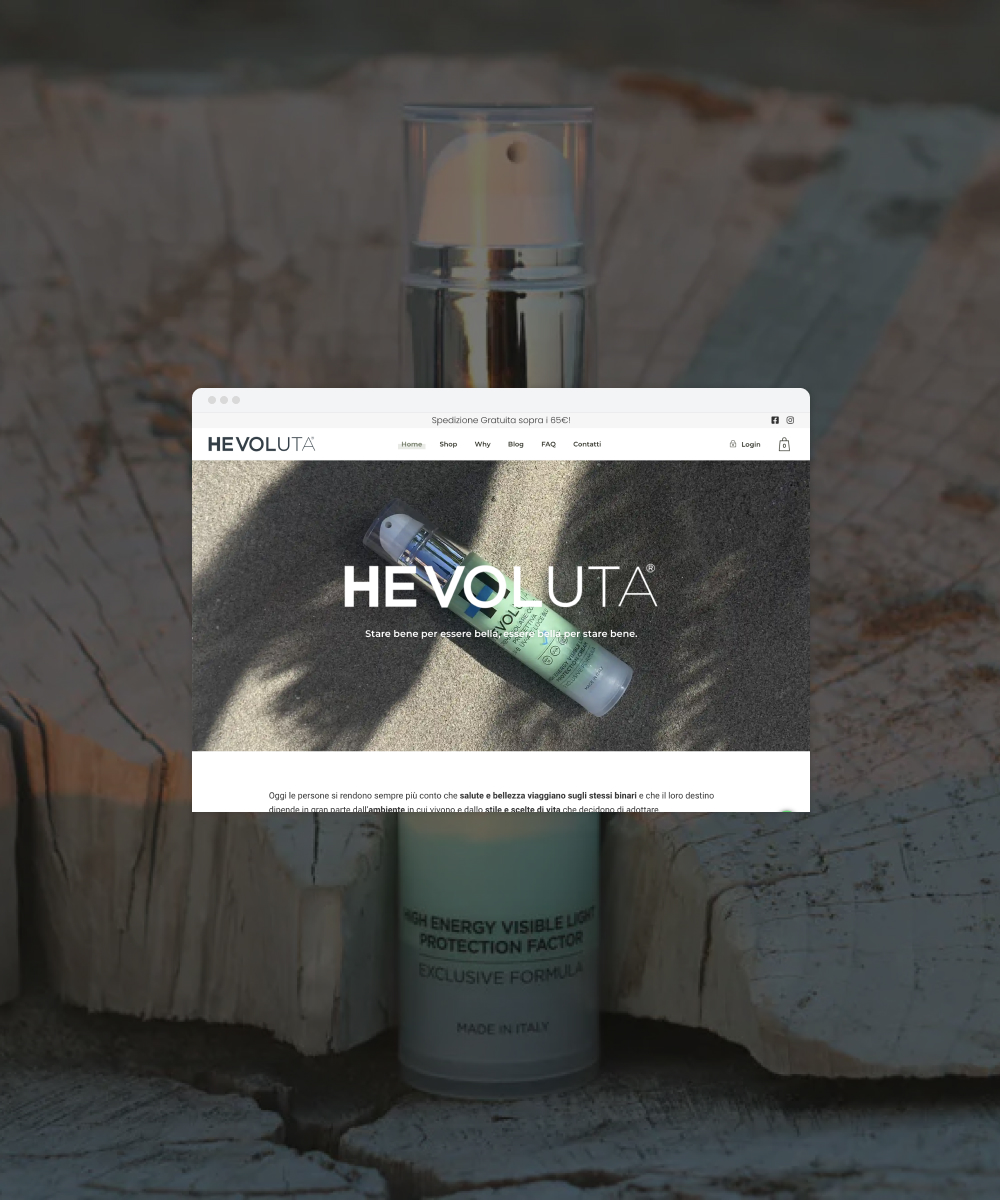 Spedizione Gratuita sopra i 65€!
HEVOLUTA®
Home Shop Why Blog FAQ Contatti
Login
0
HEVOLUTA®
Stare bene per essere bella, essere bella per stare bene.
Oggi le persone si rendono sempre più conto che salute e bellezza viaggiano sugli stessi binari e che il loro destino
dipende in gran parte dall'ambiente in cui vivono e dallo stile e scelte di vita che decidono di adottare.
HIGH ENERGY VISIBLE LIGHT
PROTECTION FACTOR
EXCLUSIVE FORMULA
MADE IN ITALY